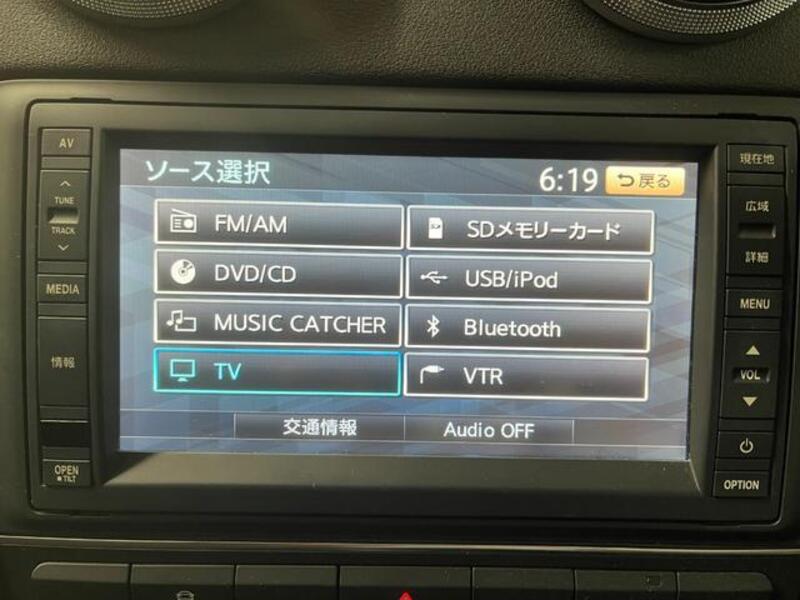 AV
TUNE
TRACK
MEDIA
情報
OPEN
TILT
ソース選択
6:19
戻る
FM/AM
SDメモリーカード
DVD/CD
USB/iPod
MUSIC CATCHER
Bluetooth
TV
VTR
交通情報
Audio OFF
現在地
広域
詳細
MENU
VOL
OPTION